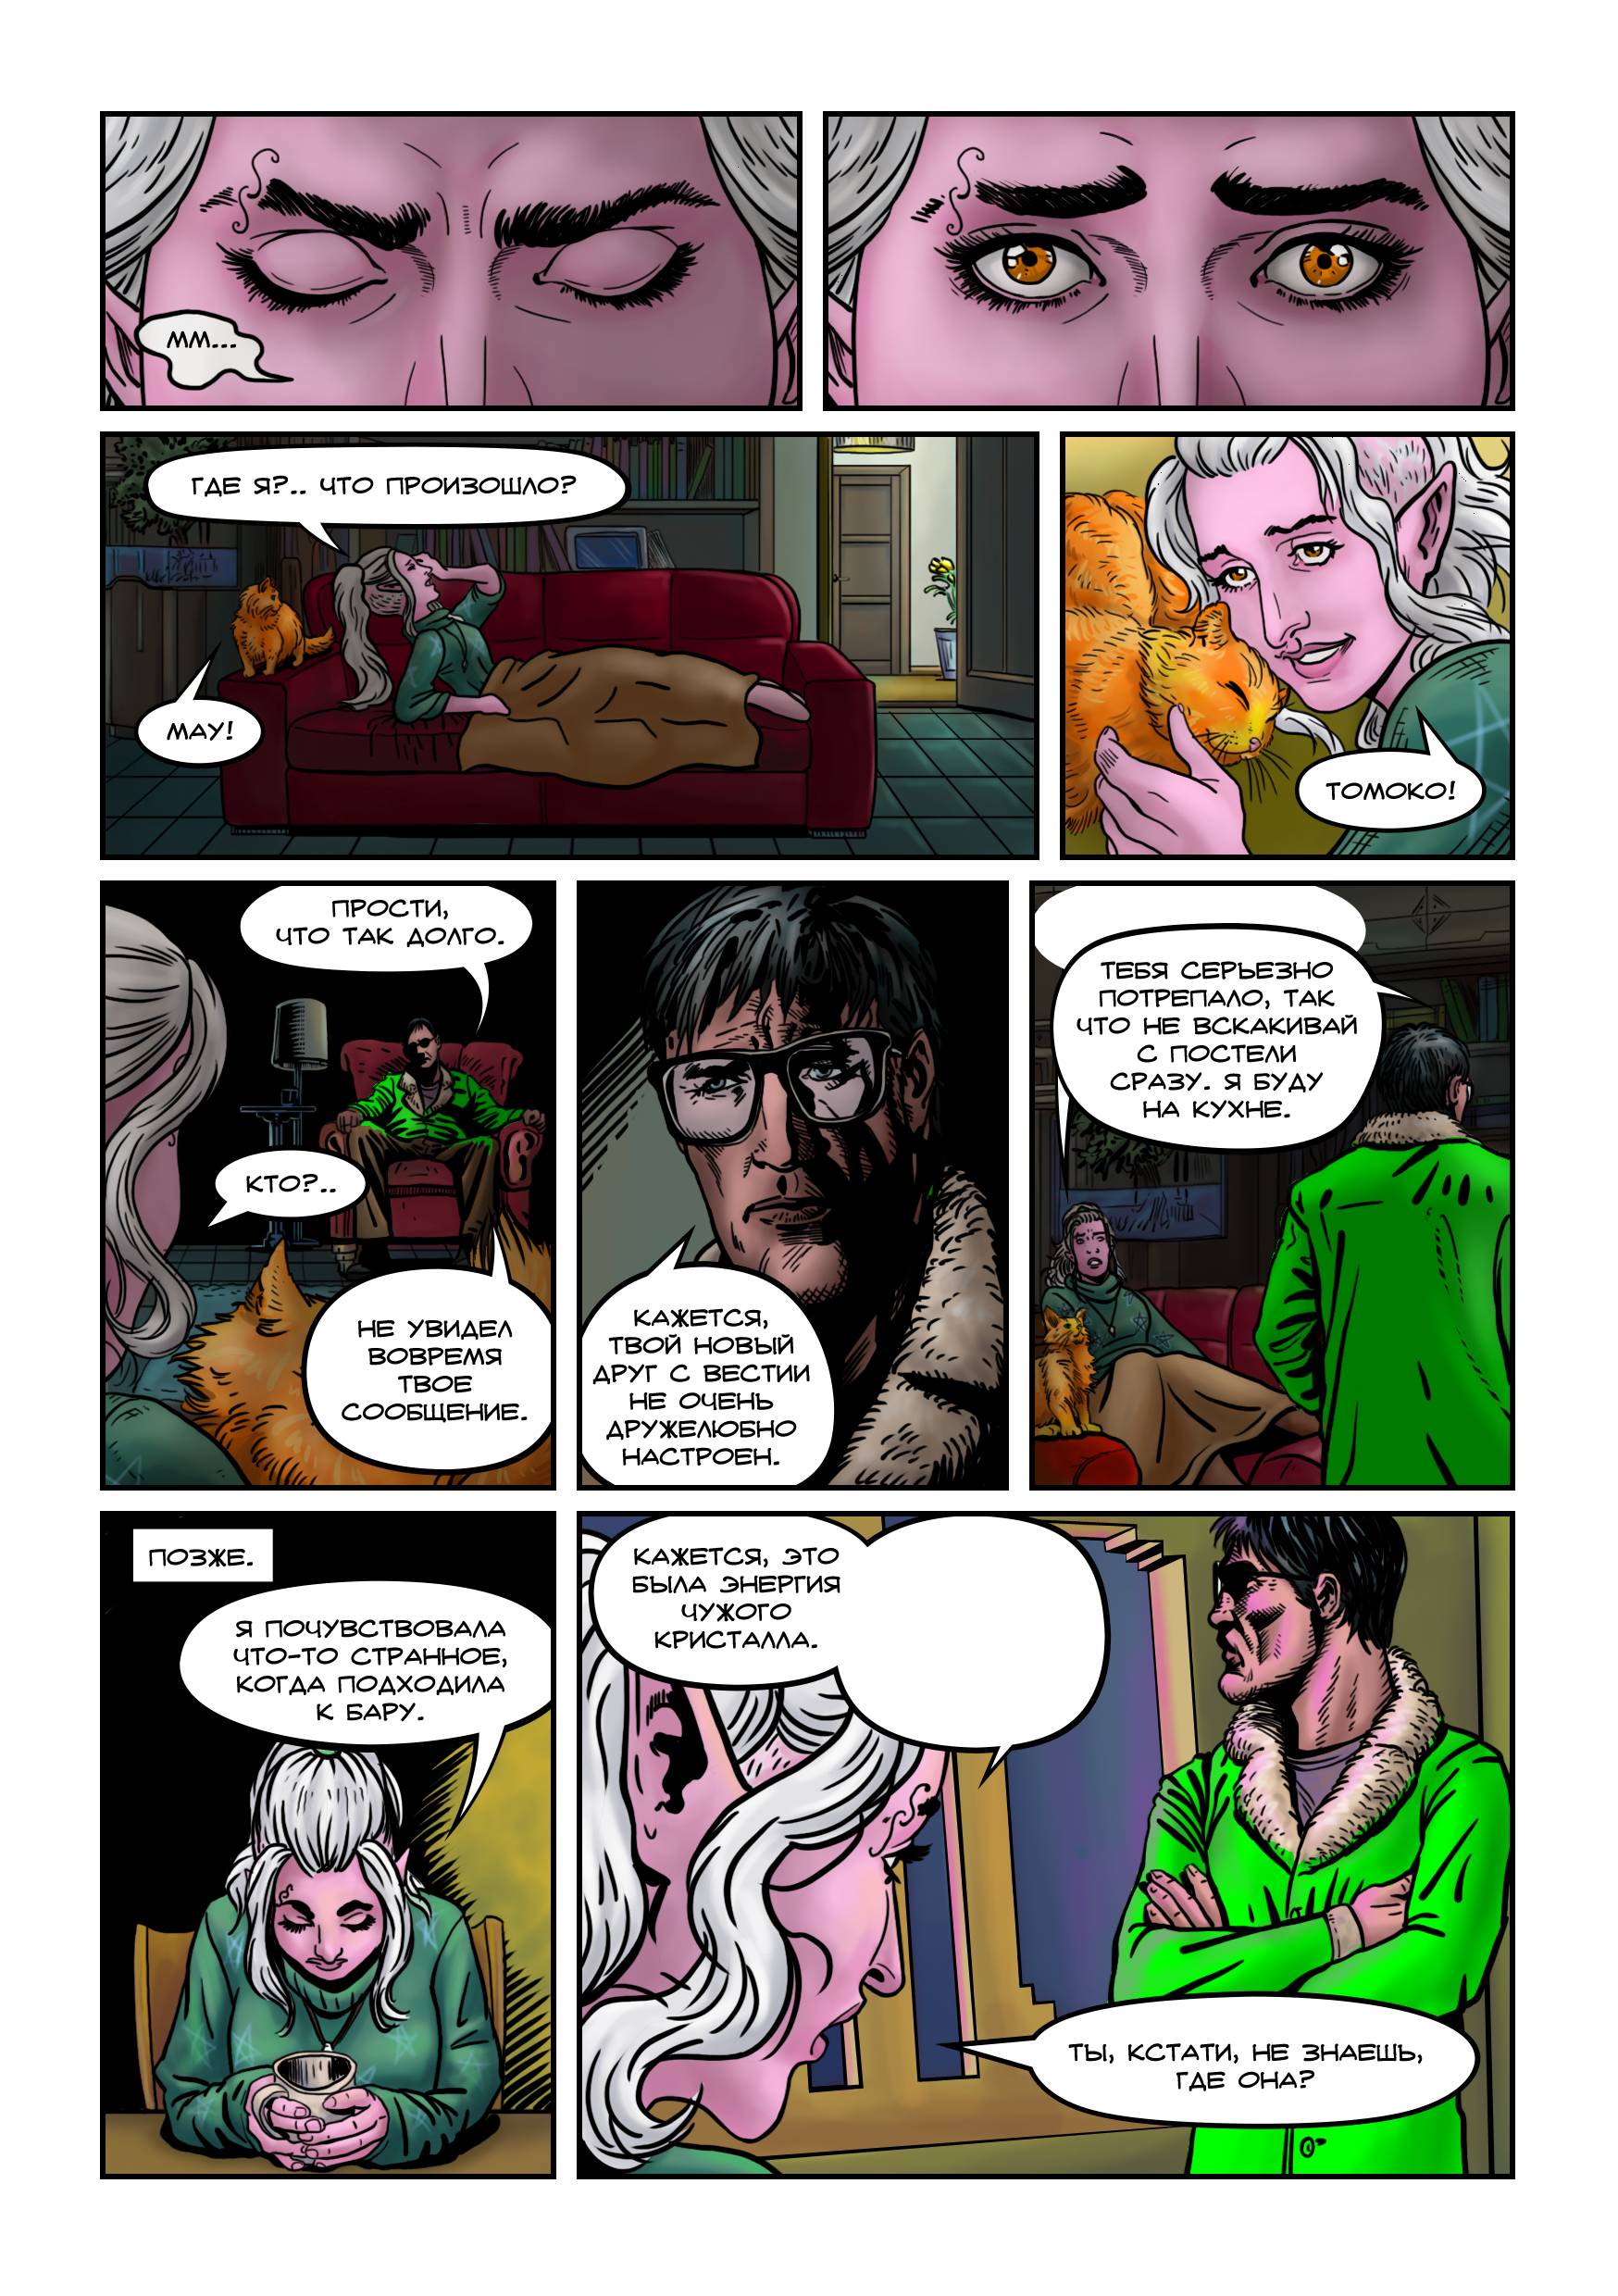 ММ...
ГДЕ Я?.. ЧТО ПРОИЗОШЛО?
МАУ!
ТОМОКО!
ПРОСТИ,
ЧТО ТАК ДОЛГО.
КТО?..
НЕ УВИДЕЛ
ВОВРЕМЯ
ТВОЕ
СООБЩЕНИЕ.
КАЖЕТСЯ,
ТВОЙ НОВЫЙ
ДРУГ С ВЕСТИИ
НЕ ОЧЕНЬ
ДРУЖЕЛЮБНО
НАСТРОЕН.
ТЕБЯ СЕРЬЕЗНО
ПОТРЕПАЛО, ТАК
ЧТО НЕ ВСКАКИВАЙ
С ПОСТЕЛИ
СРАЗУ. Я БУДУ
НА КУХНЕ.
ПОЗЖЕ.
Я ПОЧУВСТВОВАЛА
ЧТО-ТО СТРАННОЕ,
КОГДА ПОДХОДИЛА
К БАРУ.
КАЖЕТСЯ, ЭТО
БЫЛА ЭНЕРГИЯ
ЧУЖОГО
КРИСТАЛЛА.
ТЫ, КСТАТИ, НЕ ЗНАЕШЬ,
ГДЕ ОНА?